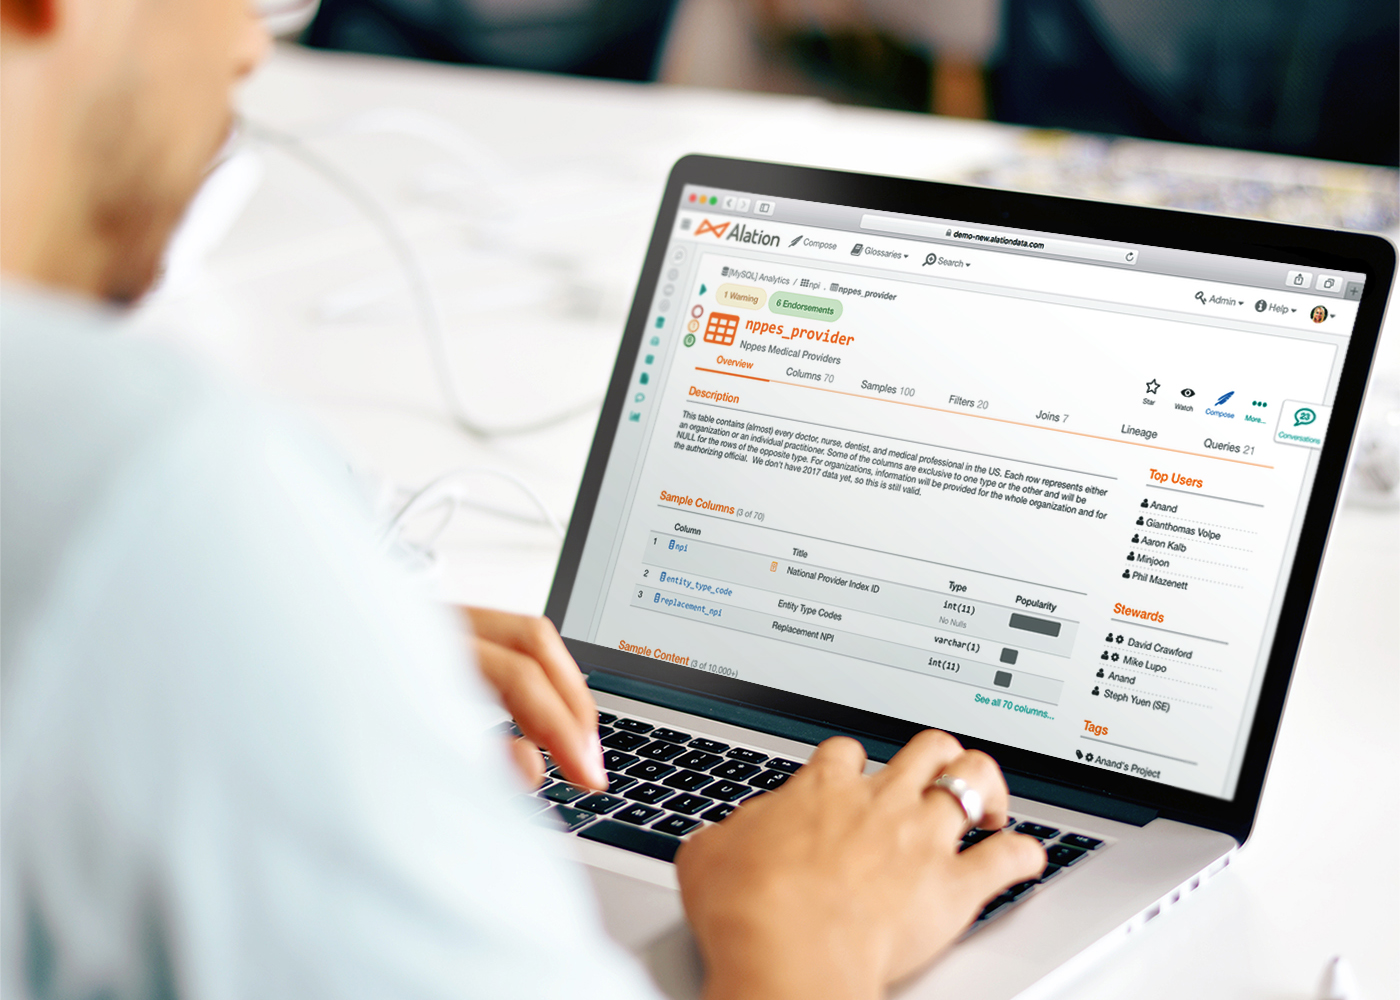 demo-new.alationdata.com
Alation Compose Glossaries Search Admin Help
[MySQL] Analytics / npi . nppes_provider
1 Warning 6 Endorsements
nppes_provider
Nppes Medical Providers
Star Watch Compose More... 23 Conversations
Overview Columns 70 Samples 100 Filters 20 Joins 7 Lineage Queries 21
Description
This table contains (almost) every doctor, nurse, dentist, and medical professional in the US. Each row represents either
an organization or an individual practitioner. Some of the columns are exclusive to one type or the other and will be
NULL for the rows of the opposite type. For organizations, information will be provided for the whole organization and for
the authorizing official. We don't have 2017 data yet, so this is still valid.
Sample Columns (3 of 70)
Column Title Type Popularity
1 npi National Provider Index ID int(11)
No Nulls
2 entity_type_code Entity Type Codes varchar(1)
3 replacement_npi Replacement NPI int(11)
See all 70 columns...
Sample Content (3 of 10,000+)
Top Users
Anand
Gianthomas Volpe
Aaron Kalb
Minjoon
Phil Mazenett
Stewards
David Crawford
Mike Lupo
Anand
Steph Yuen (SE)
Tags
Anand's Project